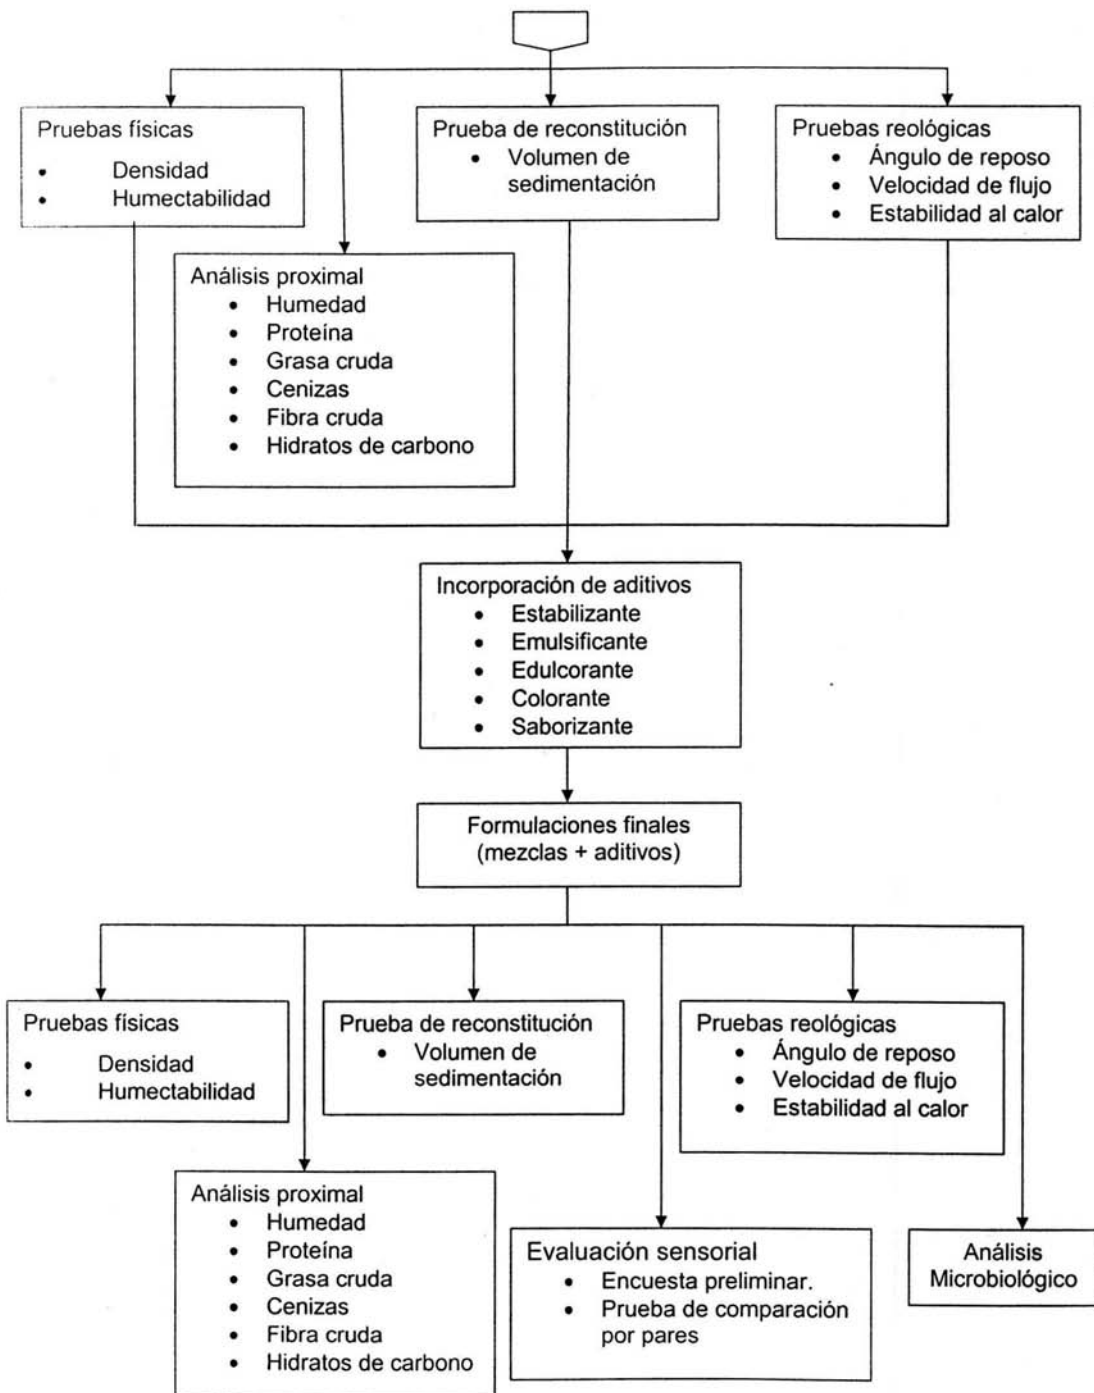 Pruebas físicas
• Densidad
• Humectabilidad
Prueba de reconstitución
• Volumen de
sedimentación
Pruebas reológicas
• Ángulo de reposo
• Velocidad de flujo
• Estabilidad al calor
Análisis proximal
• Humedad
• Proteína
• Grasa cruda
• Cenizas
• Fibra cruda
• Hidratos de carbono
Incorporación de aditivos
• Estabilizante
• Emulsificante
• Edulcorante
• Colorante
• Saborizante
Formulaciones finales
(mezclas + aditivos)
Pruebas físicas
• Densidad
• Humectabilidad
Prueba de reconstitución
• Volumen de
sedimentación
Pruebas reológicas
• Ángulo de reposo
• Velocidad de flujo
• Estabilidad al calor
Análisis proximal
• Humedad
• Proteína
• Grasa cruda
• Cenizas
• Fibra cruda
• Hidratos de carbono
Evaluación sensorial
• Encuesta preliminar.
• Prueba de comparación
por pares
Análisis
Microbiológico